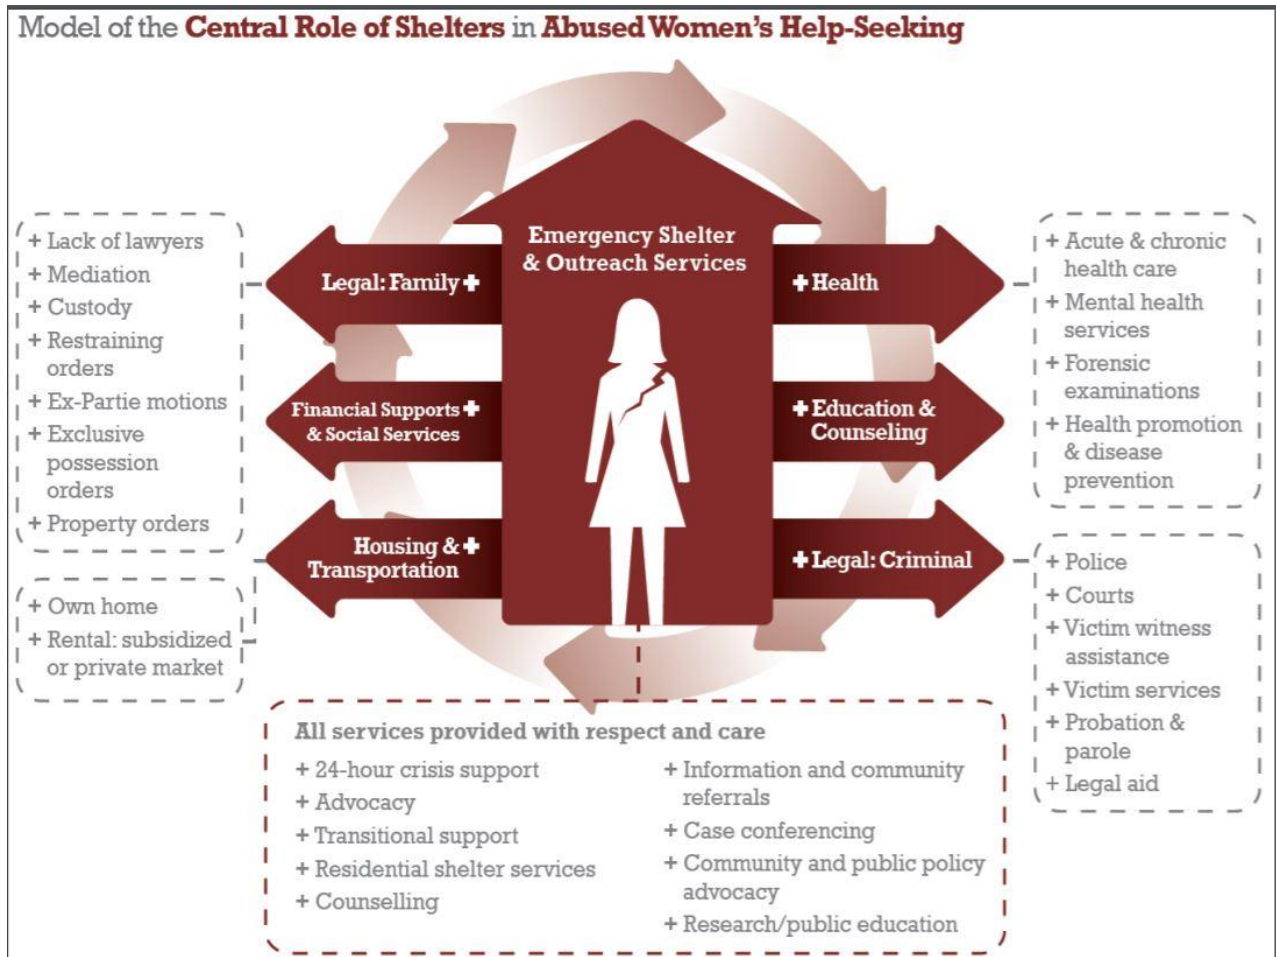 Model of the Central Role of Shelters in Abused Women's Help-Seeking
Emergency Shelter
& Outreach Services
Legal: Family +
Financial Supports +
& Social Services
Housing & +
Transportation
+ Health
+ Education &
Counseling
+ Legal: Criminal
+ Lack of lawyers
+ Mediation
+ Custody
+ Restraining
orders
+ Ex-Partie motions
+ Exclusive
possession
orders
+ Property orders
+ Own home
+ Rental: subsidized
or private market
+ Acute & chronic
health care
+ Mental health
services
+ Forensic
examinations
+ Health promotion
& disease
prevention
+ Police
+ Courts
+ Victim witness
assistance
+ Victim services
+ Probation &
parole
+ Legal aid
All services provided with respect and care
+ 24-hour crisis support
+ Advocacy
+ Transitional support
+ Residential shelter services
+ Counselling
+ Information and community
referrals
+ Case conferencing
+ Community and public policy
advocacy
+ Research/public education